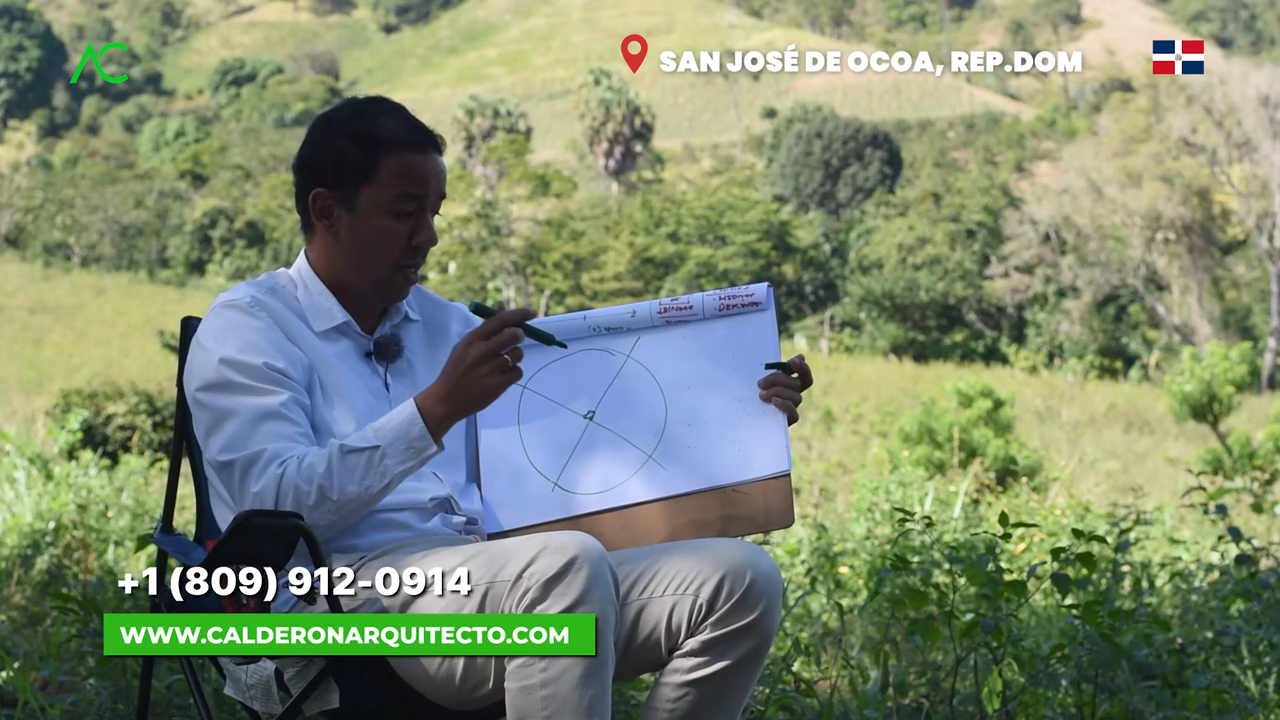 AC
SAN JOSÉ DE OCOA, REP.DOM
+1 (809) 912-0914
WWW.CALDERONARQUITECTO.COM